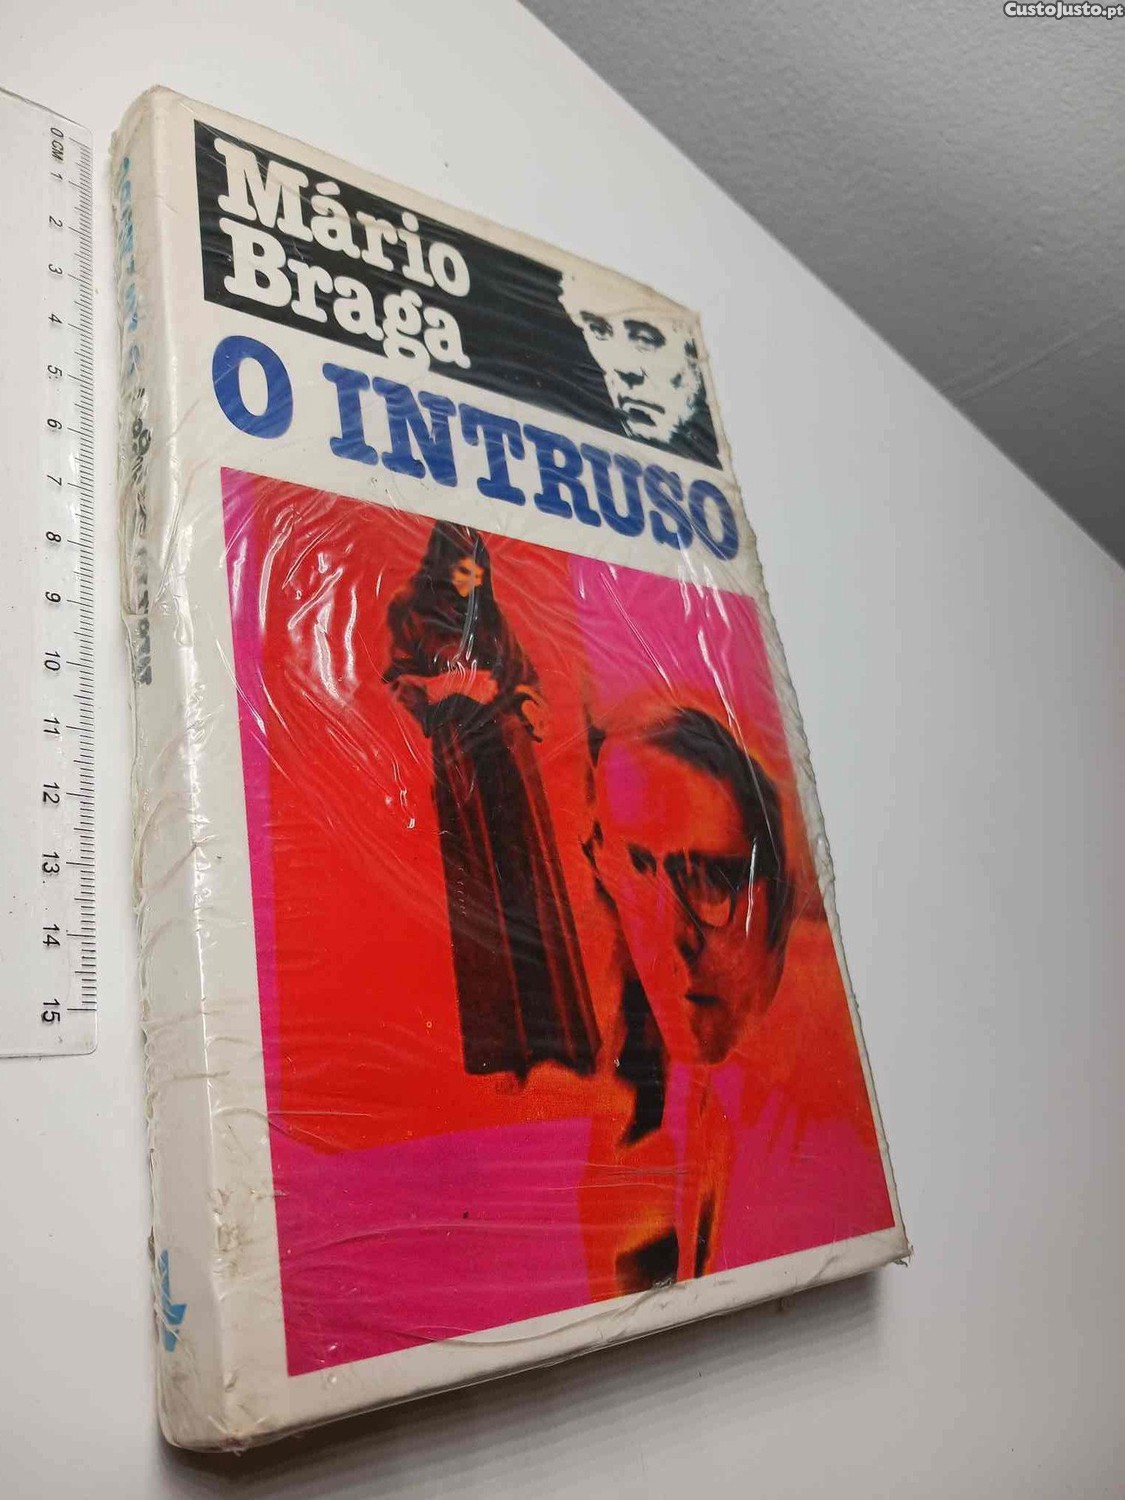 CustoJusto.pt
Mário
Braga
O INTRUSO
0 CM 1 2 3 4 5 6 7 8 9 10 11 12 13 14 15